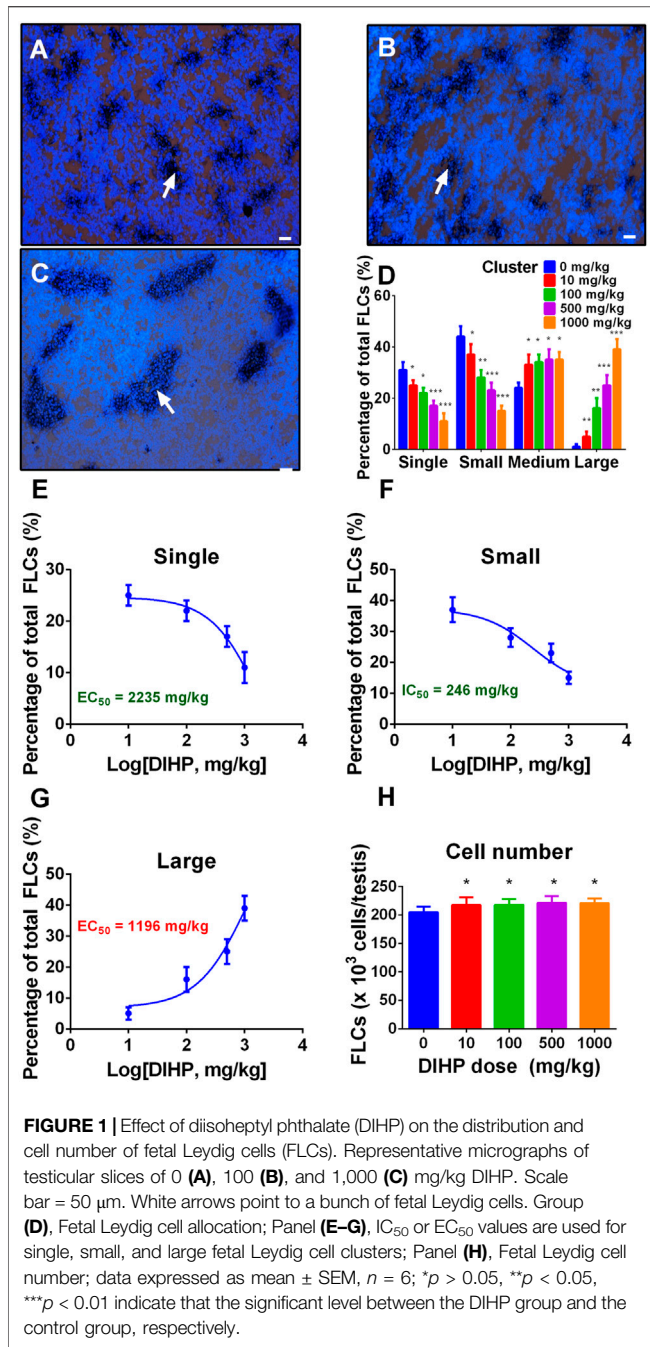 A
B
C
D
Cluster
0 mg/kg
10 mg/kg
100 mg/kg
500 mg/kg
1000 mg/kg
Percentage of total FLCs (%)
60
40
20
0
* * *** ***
* ** *** ***
* * * *
** ** *** ***
Single Small Medium Large
E
Single
Percentage of total FLCs (%)
30
20
10
0
EC50 = 2235 mg/kg
0 1 2 3 4
Log[DIHP, mg/kg]
F
Small
Percentage of total FLCs (%)
50
40
30
20
10
0
IC50 = 246 mg/kg
0 1 2 3 4
Log[DIHP, mg/kg]
G
Large
Percentage of total FLCs (%)
50
40
30
20
10
0
EC50 = 1196 mg/kg
0 1 2 3 4
Log[DIHP, mg/kg]
H
Cell number
FLCs (x 10³ cells/testis)
250
200
150
100
50
0
* * * *
0 10 100 500 1000
DIHP dose (mg/kg)
FIGURE 1 | Effect of diisoheptyl phthalate (DIHP) on the distribution and
cell number of fetal Leydig cells (FLCs). Representative micrographs of
testicular slices of 0 (A), 100 (B), and 1,000 (C) mg/kg DIHP. Scale
bar = 50 μm. White arrows point to a bunch of fetal Leydig cells. Group
(D), Fetal Leydig cell allocation; Panel (E–G), IC50 or EC50 values are used for
single, small, and large fetal Leydig cell clusters; Panel (H), Fetal Leydig cell
number; data expressed as mean ± SEM, n = 6; *p > 0.05, **p < 0.05,
***p < 0.01 indicate that the significant level between the DIHP group and the
control group, respectively.